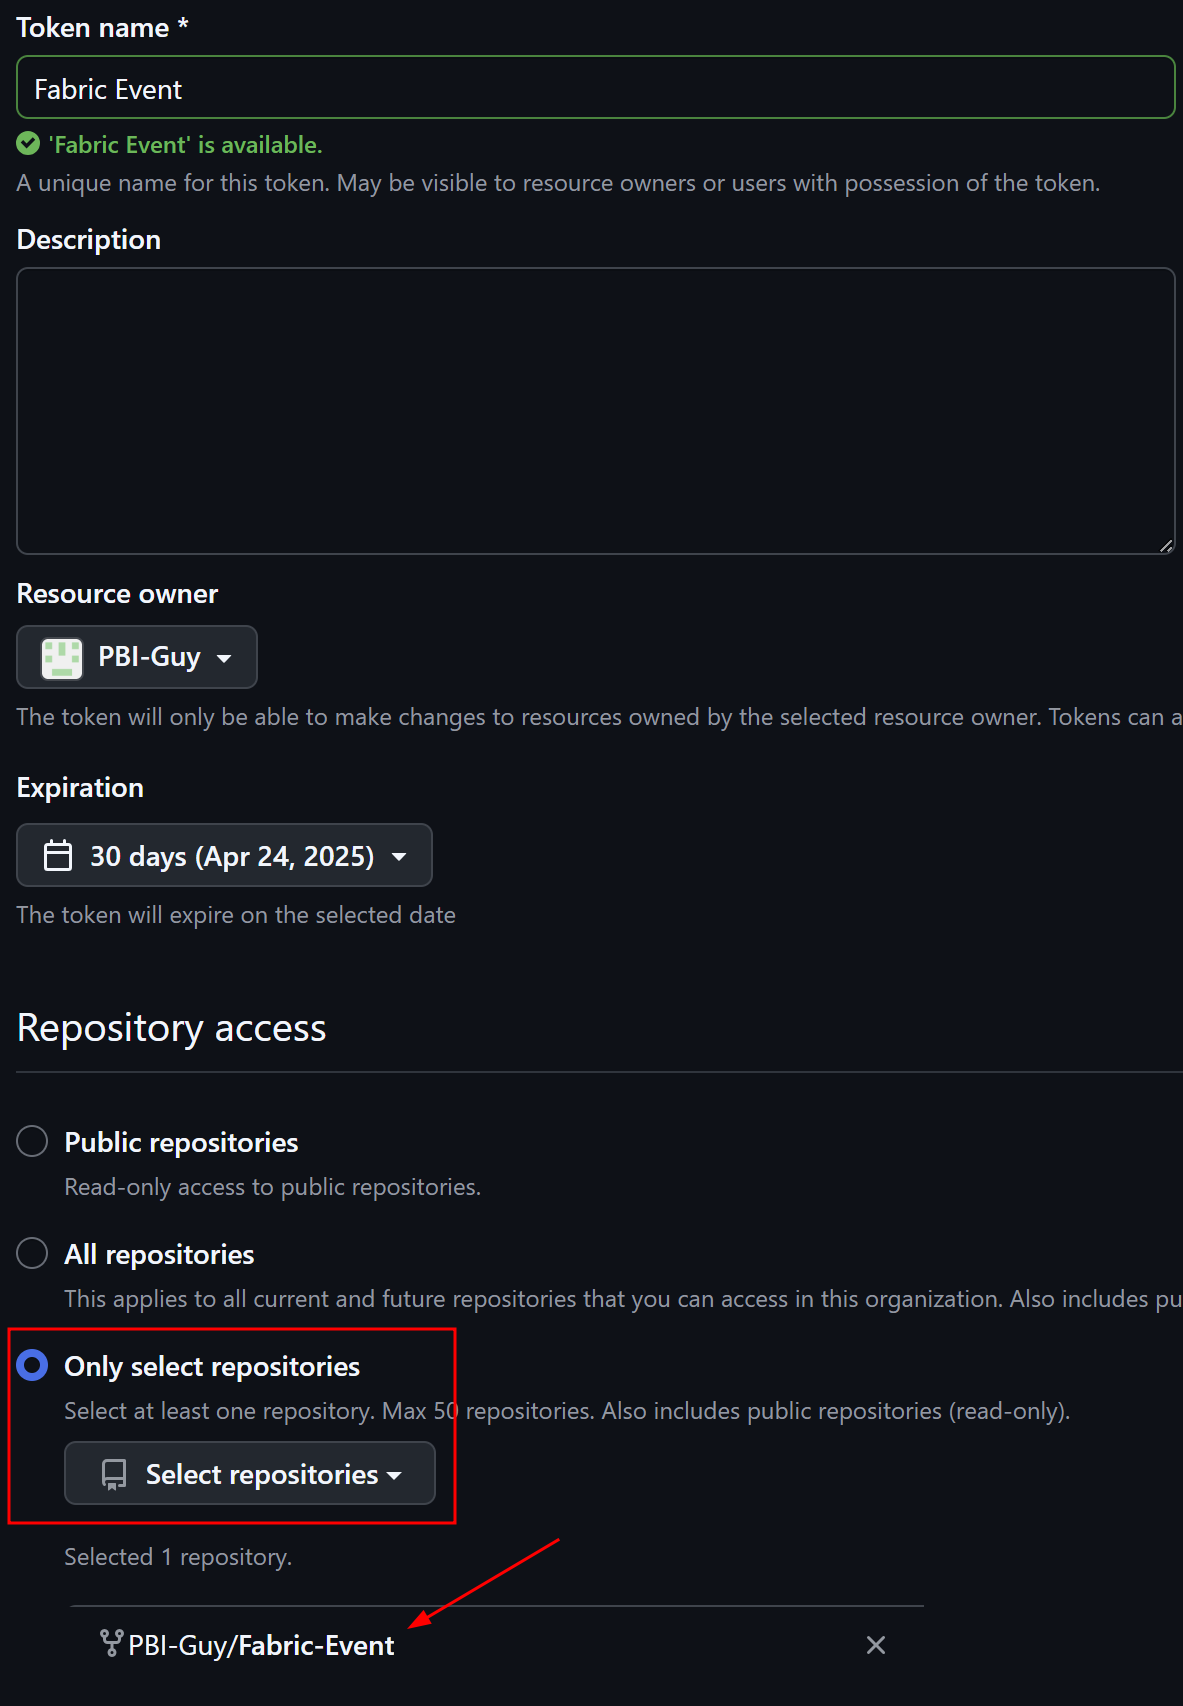 Token name *
Fabric Event
'Fabric Event' is available.
A unique name for this token. May be visible to resource owners or users with possession of the token.
Description
Resource owner
PBI-Guy
The token will only be able to make changes to resources owned by the selected resource owner. Tokens can a
Expiration
30 days (Apr 24, 2025)
The token will expire on the selected date
Repository access
Public repositories
Read-only access to public repositories.
All repositories
This applies to all current and future repositories that you can access in this organization. Also includes pu
Only select repositories
Select at least one repository. Max 50 repositories. Also includes public repositories (read-only).
Select repositories
Selected 1 repository.
PBI-Guy/Fabric-Event